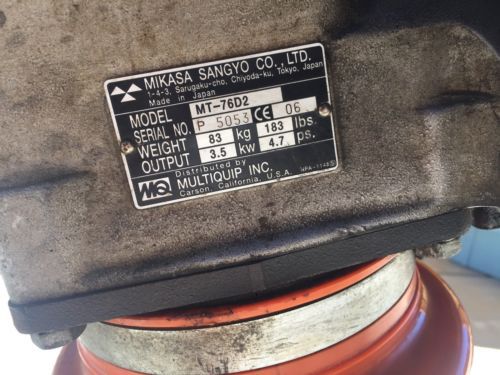 MIKASA SANGYO CO., LTD.
1-4-3, Sarugaku-cho, Chiyoda-ku, Tokyo, Japan
Made in Japan
MODEL MT-76D2
SERIAL NO. P 5053 CE 06
WEIGHT 83 kg 183 lbs.
OUTPUT 3.5 kw 4.7 ps.
Distributed by
MQ MULTIQUIP INC.
Carson, California, U.S.A.